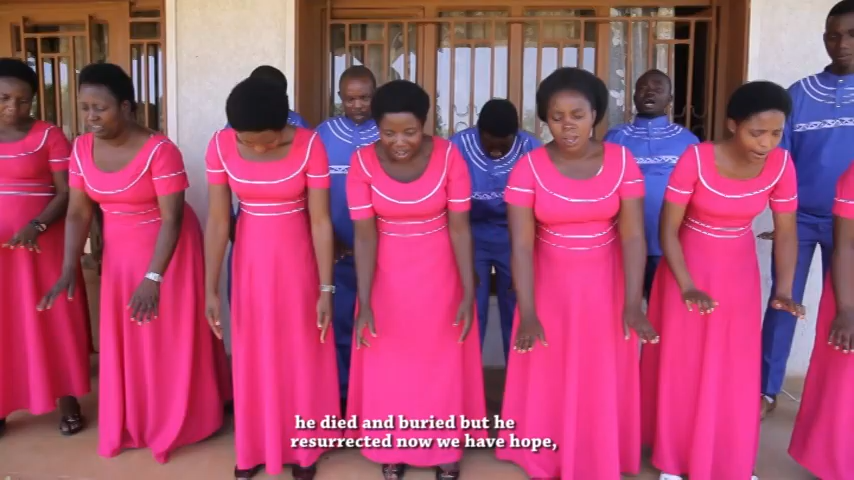 he died and buried but he
resurrected now we have hope,